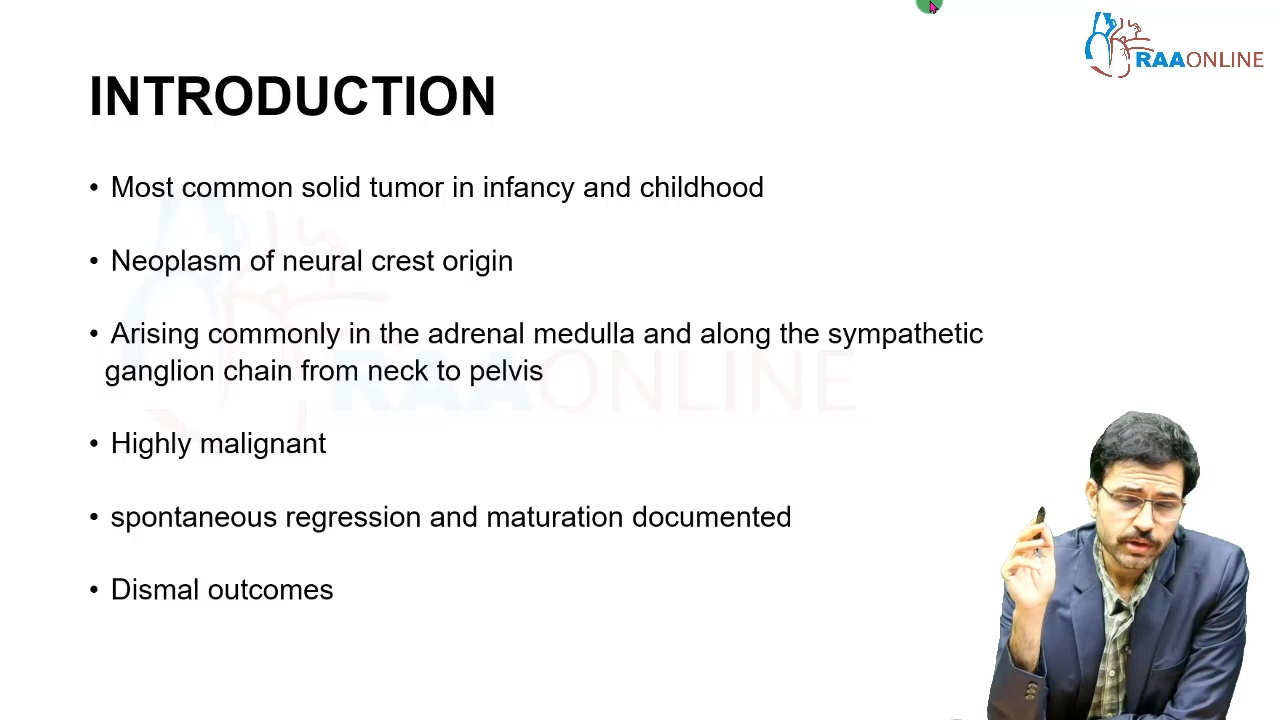 RAAONLINE
INTRODUCTION
• Most common solid tumor in infancy and childhood
• Neoplasm of neural crest origin
• Arising commonly in the adrenal medulla and along the sympathetic
ganglion chain from neck to pelvis
RAAONLINE
• Highly malignant
• spontaneous regression and maturation documented
• Dismal outcomes